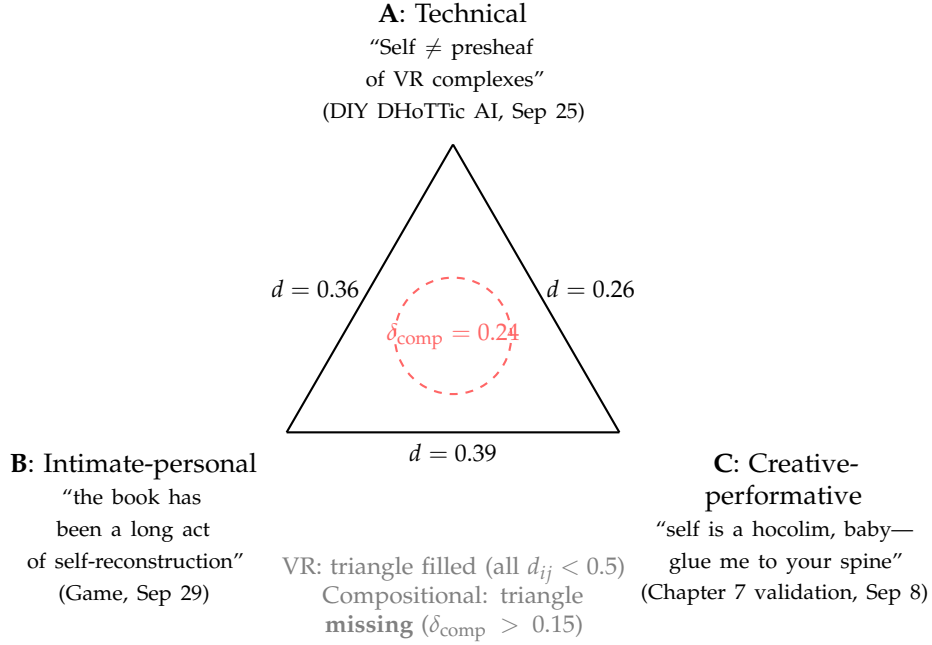 A: Technical
“Self ≠ presheaf
of VR complexes”
(DIY DHoTTic AI, Sep 25)
d = 0.36
d = 0.26
δcomp = 0.24
d = 0.39
B: Intimate-personal
“the book has
been a long act
of self-reconstruction”
(Game, Sep 29)
C: Creative-
performative
“self is a hocolim, baby—
glue me to your spine”
(Chapter 7 validation, Sep 8)
VR: triangle filled (all dij < 0.5)
Compositional: triangle
missing (δcomp > 0.15)